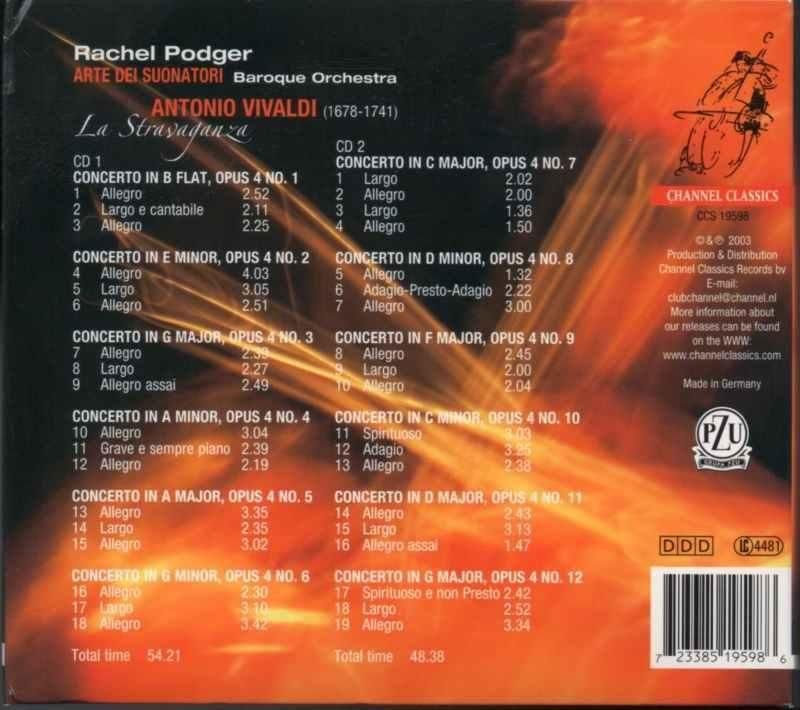 Rachel Podger
ARTE DEI SUONATORI Baroque Orchestra
ANTONIO VIVALDI (1678-1741)
La Stravaganza
CD 1
CONCERTO IN B FLAT, OPUS 4 NO. 1
1 Allegro 2.52
2 Largo e cantabile 2.11
3 Allegro 2.25
CONCERTO IN E MINOR, OPUS 4 NO. 2
4 Allegro 4.03
5 Largo 3.05
6 Allegro 2.51
CONCERTO IN G MAJOR, OPUS 4 NO. 3
7 Allegro 2.39
8 Largo 2.27
9 Allegro assai 2.49
CONCERTO IN A MINOR, OPUS 4 NO. 4
10 Allegro 3.04
11 Grave e sempre piano 2.39
12 Allegro 2.19
CONCERTO IN A MAJOR, OPUS 4 NO. 5
13 Allegro 3.35
14 Largo 2.35
15 Allegro 3.02
CONCERTO IN G MINOR, OPUS 4 NO. 6
16 Allegro 2.30
17 Largo 3.10
18 Allegro 3.42
Total time 54.21
CD 2
CONCERTO IN C MAJOR, OPUS 4 NO. 7
1 Largo 2.02
2 Allegro 2.00
3 Largo 1.36
4 Allegro 1.50
CONCERTO IN D MINOR, OPUS 4 NO. 8
5 Allegro 1.32
6 Adagio-Presto-Adagio 2.22
7 Allegro 3.00
CONCERTO IN F MAJOR, OPUS 4 NO. 9
8 Allegro 2.45
9 Largo 2.00
10 Allegro 2.04
CONCERTO IN C MINOR, OPUS 4 NO. 10
11 Spirituoso 3.03
12 Adagio 3.25
13 Allegro 2.38
CONCERTO IN D MAJOR, OPUS 4 NO. 11
14 Allegro 2.43
15 Largo 3.13
16 Allegro assai 1.47
CONCERTO IN G MAJOR, OPUS 4 NO. 12
17 Spirituoso e non Presto 2.42
18 Largo 2.52
19 Allegro 3.34
Total time 48.38
CHANNEL CLASSICS
CCS 19598
© & ℗ 2003
Production & Distribution
Channel Classics Records bv
E-mail:
clubchannel@channel.nl
More information about
our releases can be found
on the WWW:
www.channelclassics.com
Made in Germany
PZU
GRUPA PZU
DDD
LC 4481
7 23385 19598 6